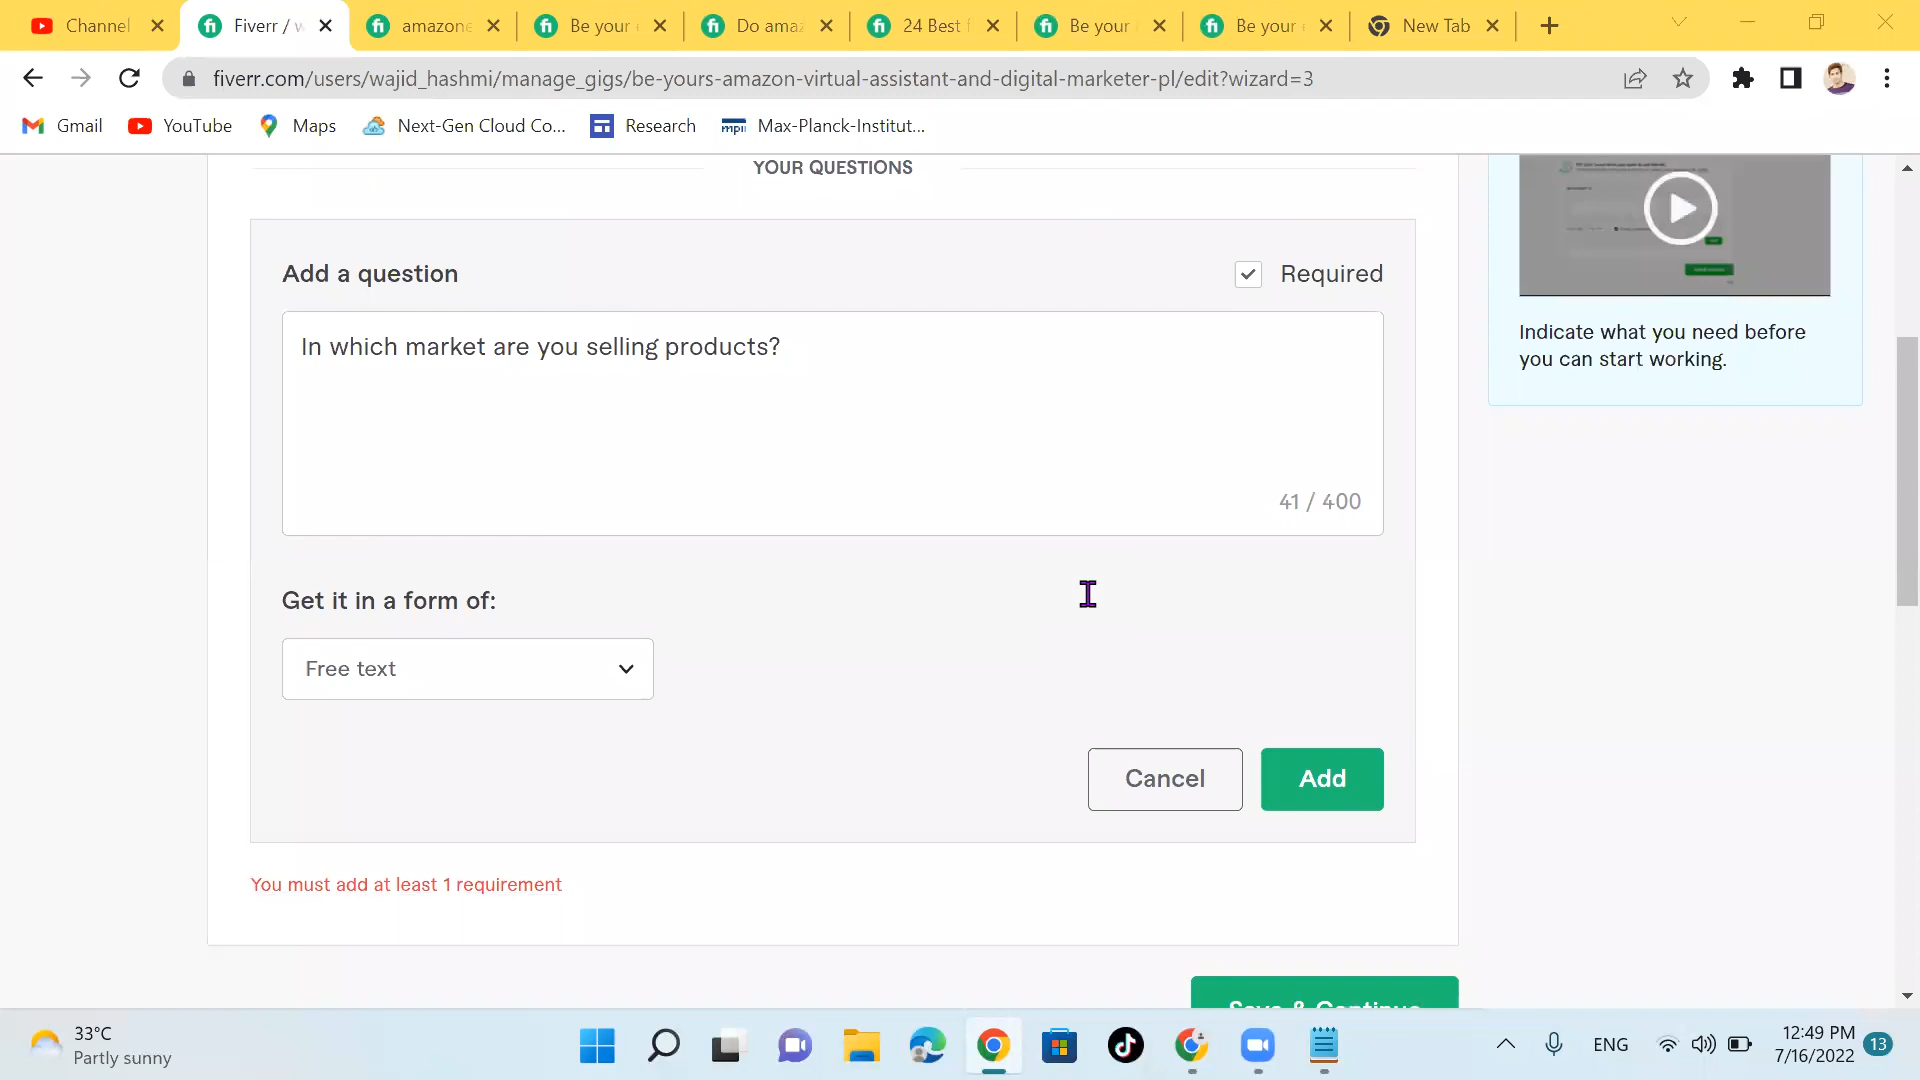 Channel
Fiverr / w
amazone
Be your
Do amaz
24 Best f
Be your
Be your
New Tab
fiverr.com/users/wajid_hashmi/manage_gigs/be-yours-amazon-virtual-assistant-and-digital-marketer-pl/edit?wizard=3
Gmail
YouTube
Maps
Next-Gen Cloud Co...
Research
Max-Planck-Institut...
YOUR QUESTIONS
Add a question
Required
In which market are you selling products?
41 / 400
Get it in a form of:
Free text
Cancel
Add
You must add at least 1 requirement
Save & Continue
Indicate what you need before
you can start working.
33°C
Partly sunny
ENG
12:49 PM
7/16/2022
13